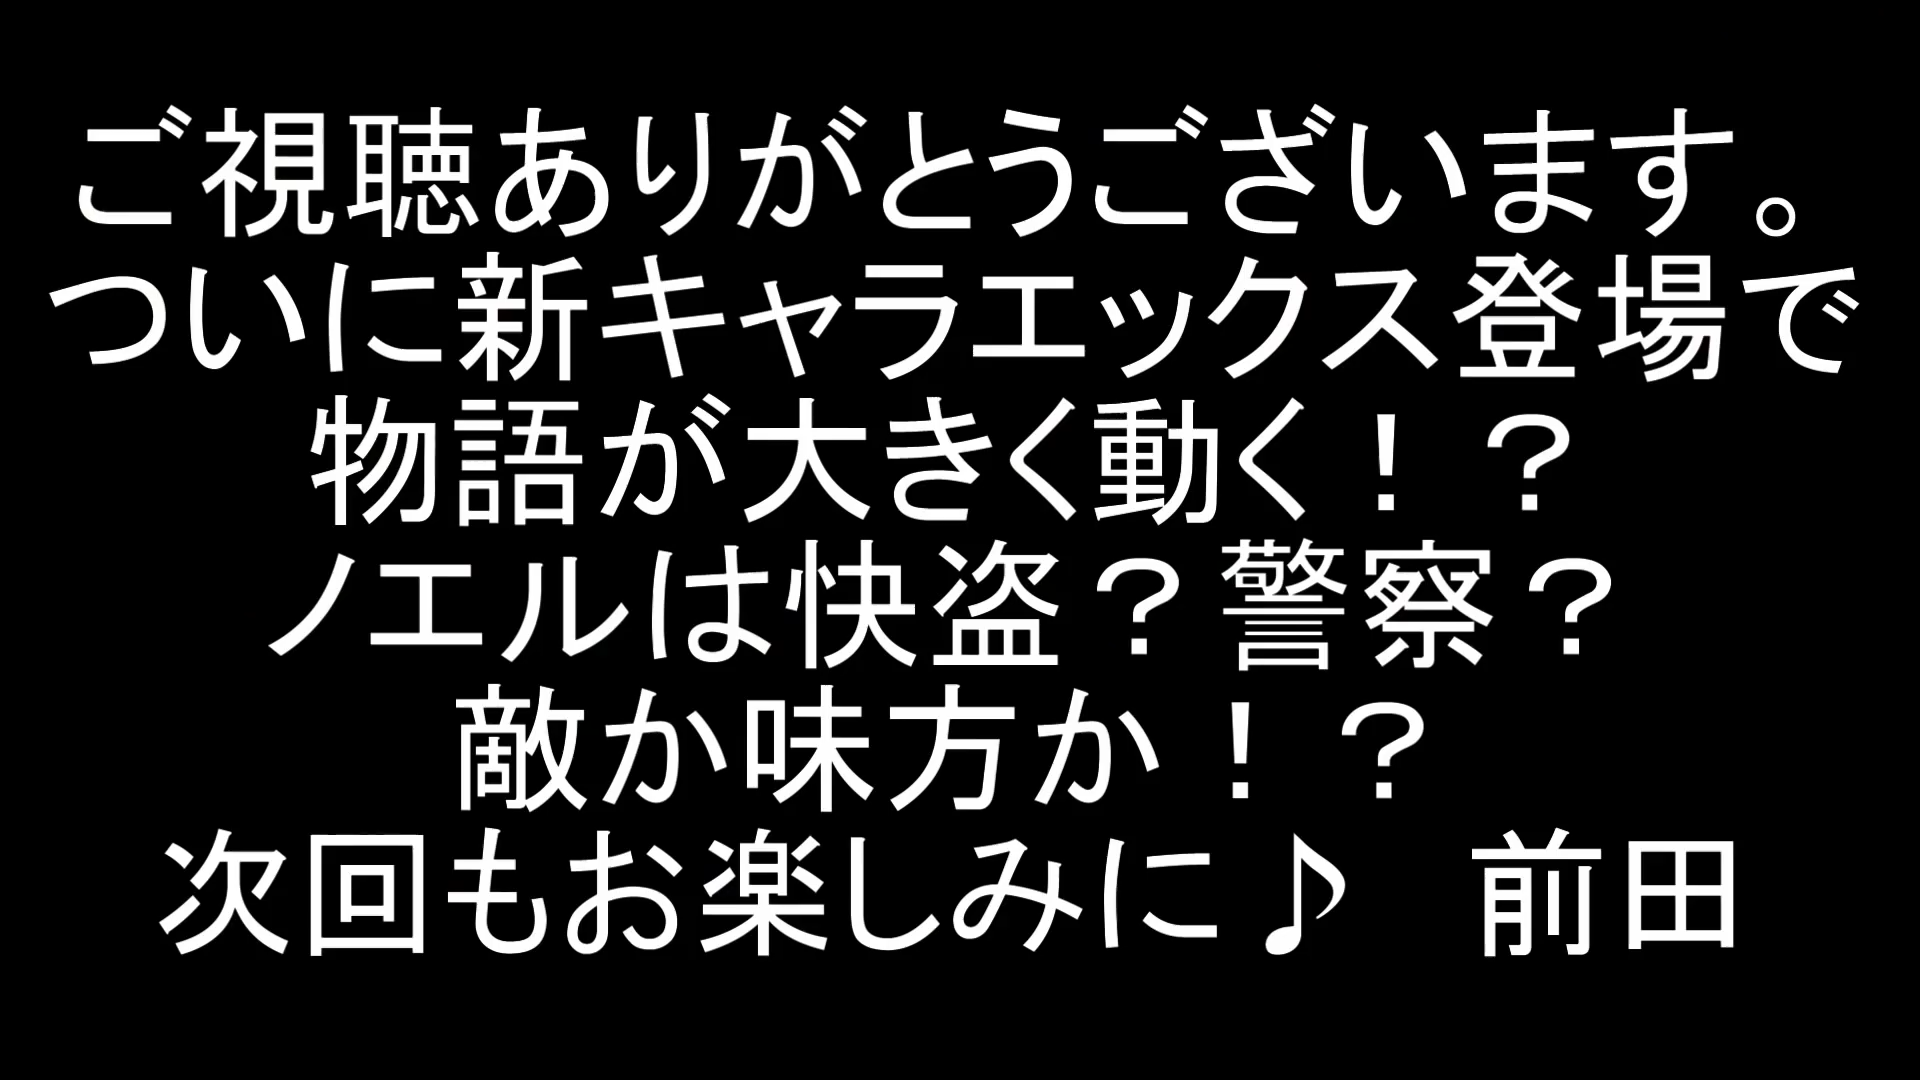 ご視聴ありがとうございます。
ついに新キャラエックス登場で
物語が大きく動く！？
ノエルは快盗？警察？
敵か味方か！？
次回もお楽しみに♪　前田